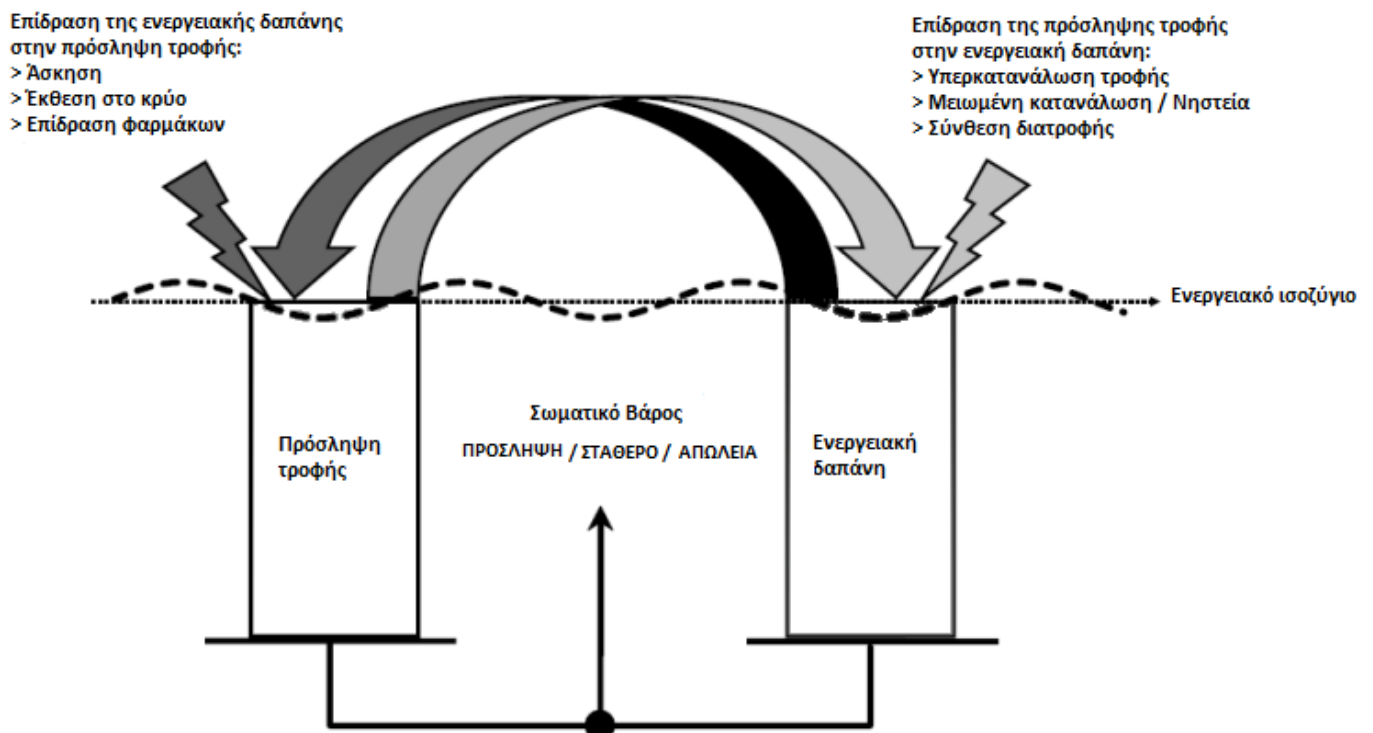 Επίδραση της ενεργειακής δαπάνης
στην πρόσληψη τροφής:
> Άσκηση
> Έκθεση στο κρύο
> Επίδραση φαρμάκων
Επίδραση της πρόσληψης τροφής
στην ενεργειακή δαπάνη:
> Υπερκατανάλωση τροφής
> Μειωμένη κατανάλωση / Νηστεία
> Σύνθεση διατροφής
Ενεργειακό ισοζύγιο
Πρόσληψη
τροφής
Σωματικό Βάρος
ΠΡΟΣΛΗΨΗ / ΣΤΑΘΕΡΟ / ΑΠΩΛΕΙΑ
Ενεργειακή
δαπάνη